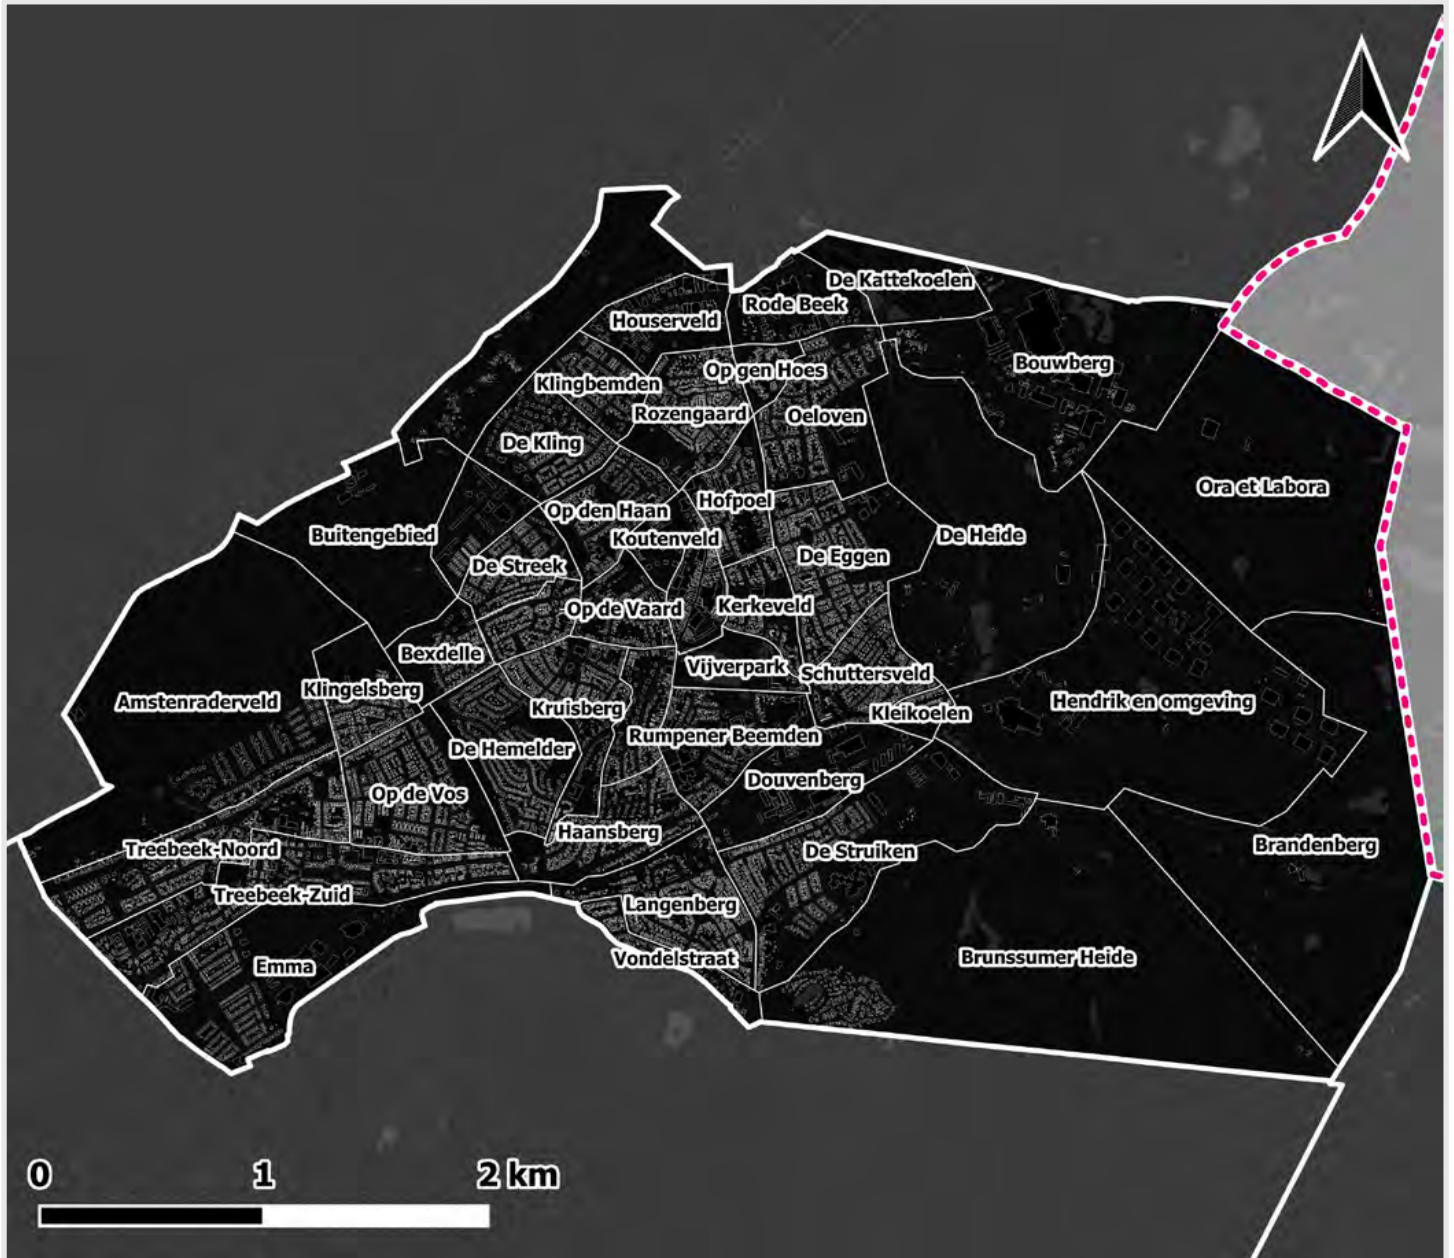 De Kattekoelen
Rode Beek
Houserveld
Bouwberg
Op gen Hoes
Klingbemden
Rozengaard
Oeloven
De Kling
Ora et Labora
Hofpoel
Op den Haan
Buitengebied
Koutenveld
De Heide
De Eggen
De Streek
Op de Vaard
Kerkeveld
Bexdelle
Vijverpark
Schuttersveld
Klingelsberg
Amstenraderveld
Hendrik en omgeving
Kruisberg
Kleikoelen
Rumpener Beemden
De Hemelder
Douvenberg
Op de Vos
Haansberg
Brandenberg
Treebeek-Noord
De Struiken
Treebeek-Zuid
Langenberg
Vondelstraat
Brunssumer Heide
Emma
0 1 2 km